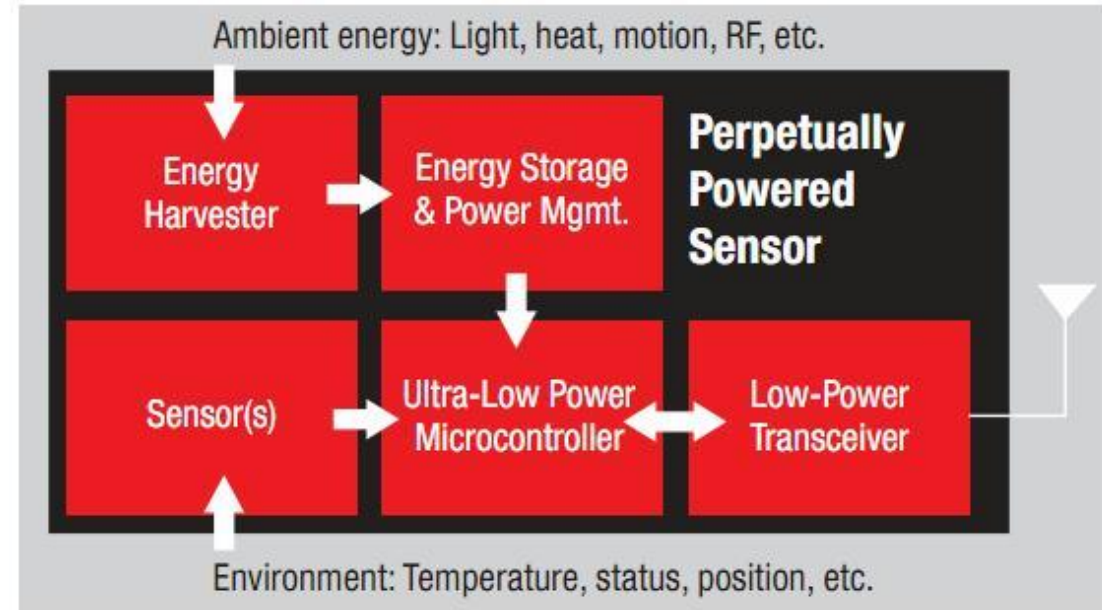 Ambient energy: Light, heat, motion, RF, etc.
Energy
Harvester
Energy Storage
& Power Mgmt.
Perpetually
Powered
Sensor
Sensor(s)
Ultra-Low Power
Microcontroller
Low-Power
Transceiver
Environment: Temperature, status, position, etc.